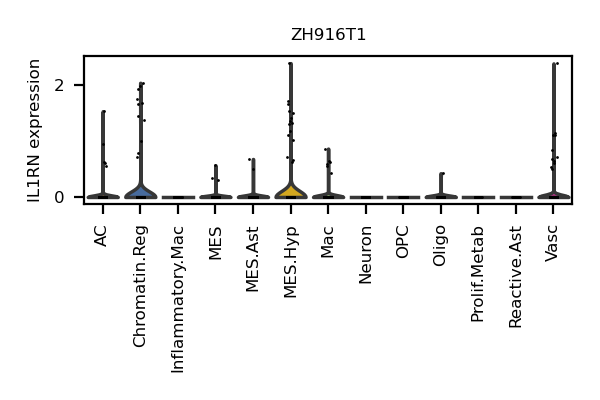 ZH916T1
IL1RN expression
2
0
AC
Chromatin.Reg
Inflammatory.Mac
MES
MES.Ast
MES.Hyp
Mac
Neuron
OPC
Oligo
Prolif.Metab
Reactive.Ast
Vasc